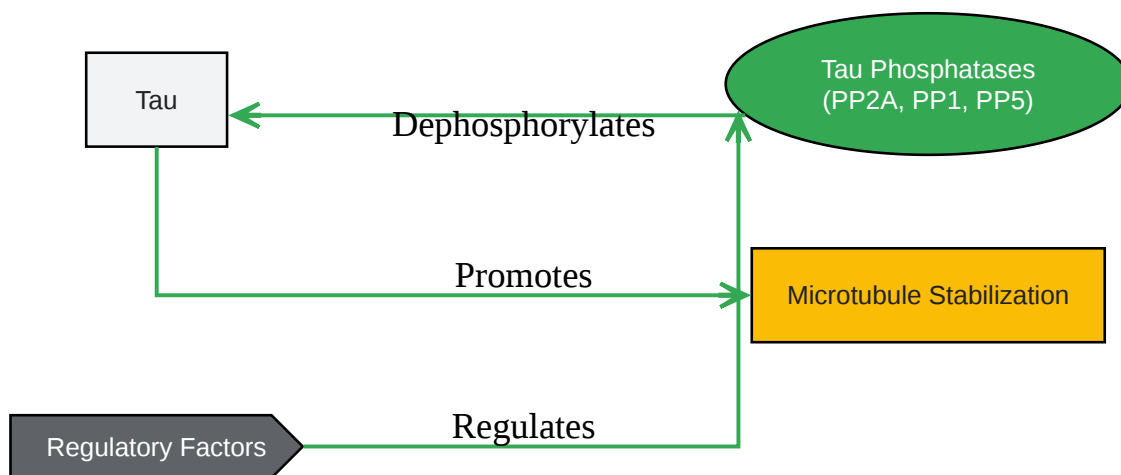 Tau
Tau Phosphatases
(PP2A, PP1, PP5)
Dephosphorylates
Promotes
Microtubule Stabilization
Regulatory Factors
Regulates